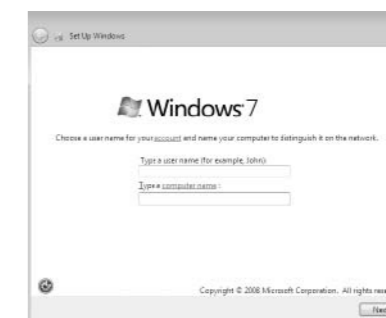 Set Up Windows
Windows 7
Choose a user name for your account and name your computer to distinguish it on the network.
Type a user name (for example, John):
Type a computer name:
Copyright © 2008 Microsoft Corporation. All rights rese
Nex